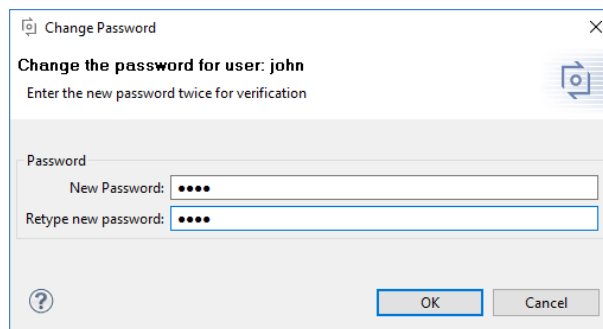 Change Password
Change the password for user: john
Enter the new password twice for verification
Password
New Password: ●●●●
Retype new password: ●●●●
?
OK
Cancel